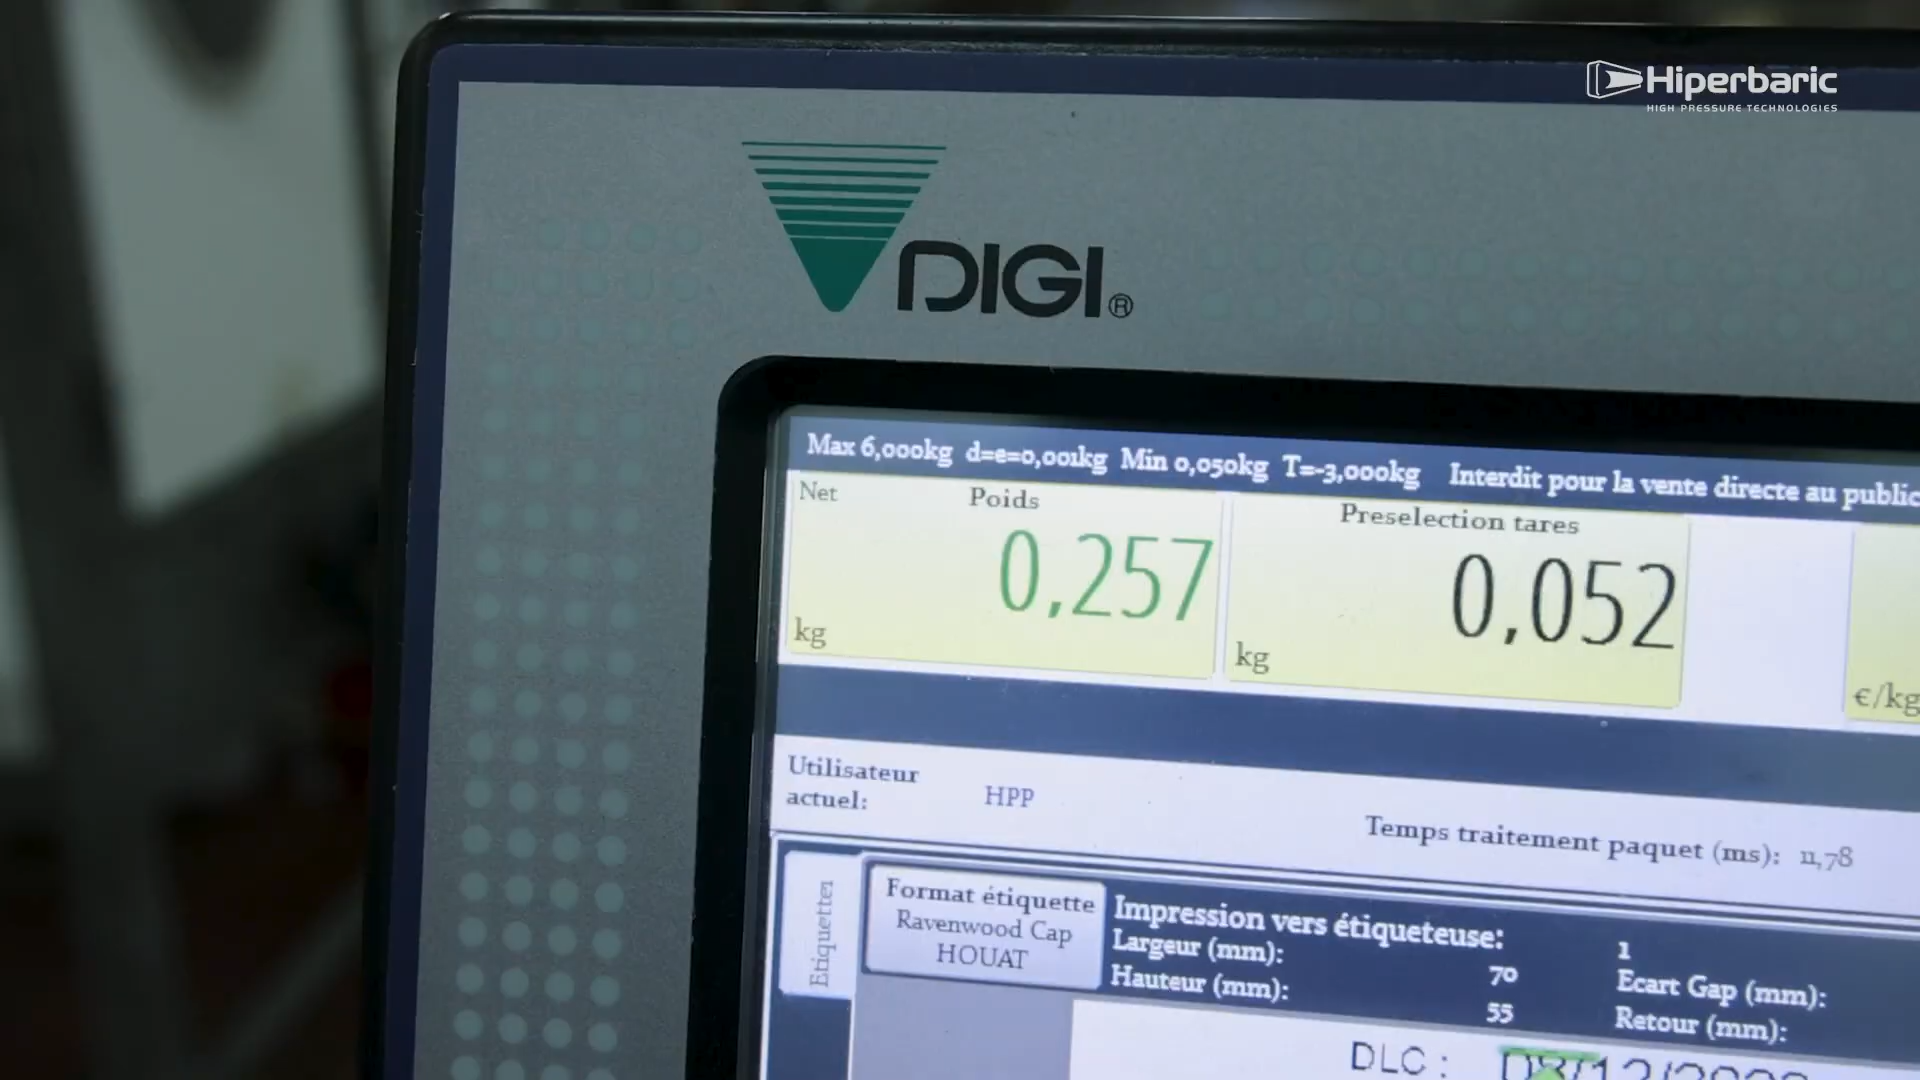 Hiperbaric
HIGH PRESSURE TECHNOLOGIES
DIGI®
Max 6,000kg d=e=0,001kg Min 0,050kg T=-3,000kg Interdit pour la vente directe au public
Net Poids
0,257
kg
Preselection tares
0,052
kg
€/kg
Utilisateur
actuel: HPP
Temps traitement paquet (ms): 11,78
Etiquettes
Format étiquette
Ravenwood Cap
HOUAT
Impression vers étiqueteuse: 1
Largeur (mm): 70
Hauteur (mm): 55
Ecart Gap (mm):
Retour (mm):
DLC :